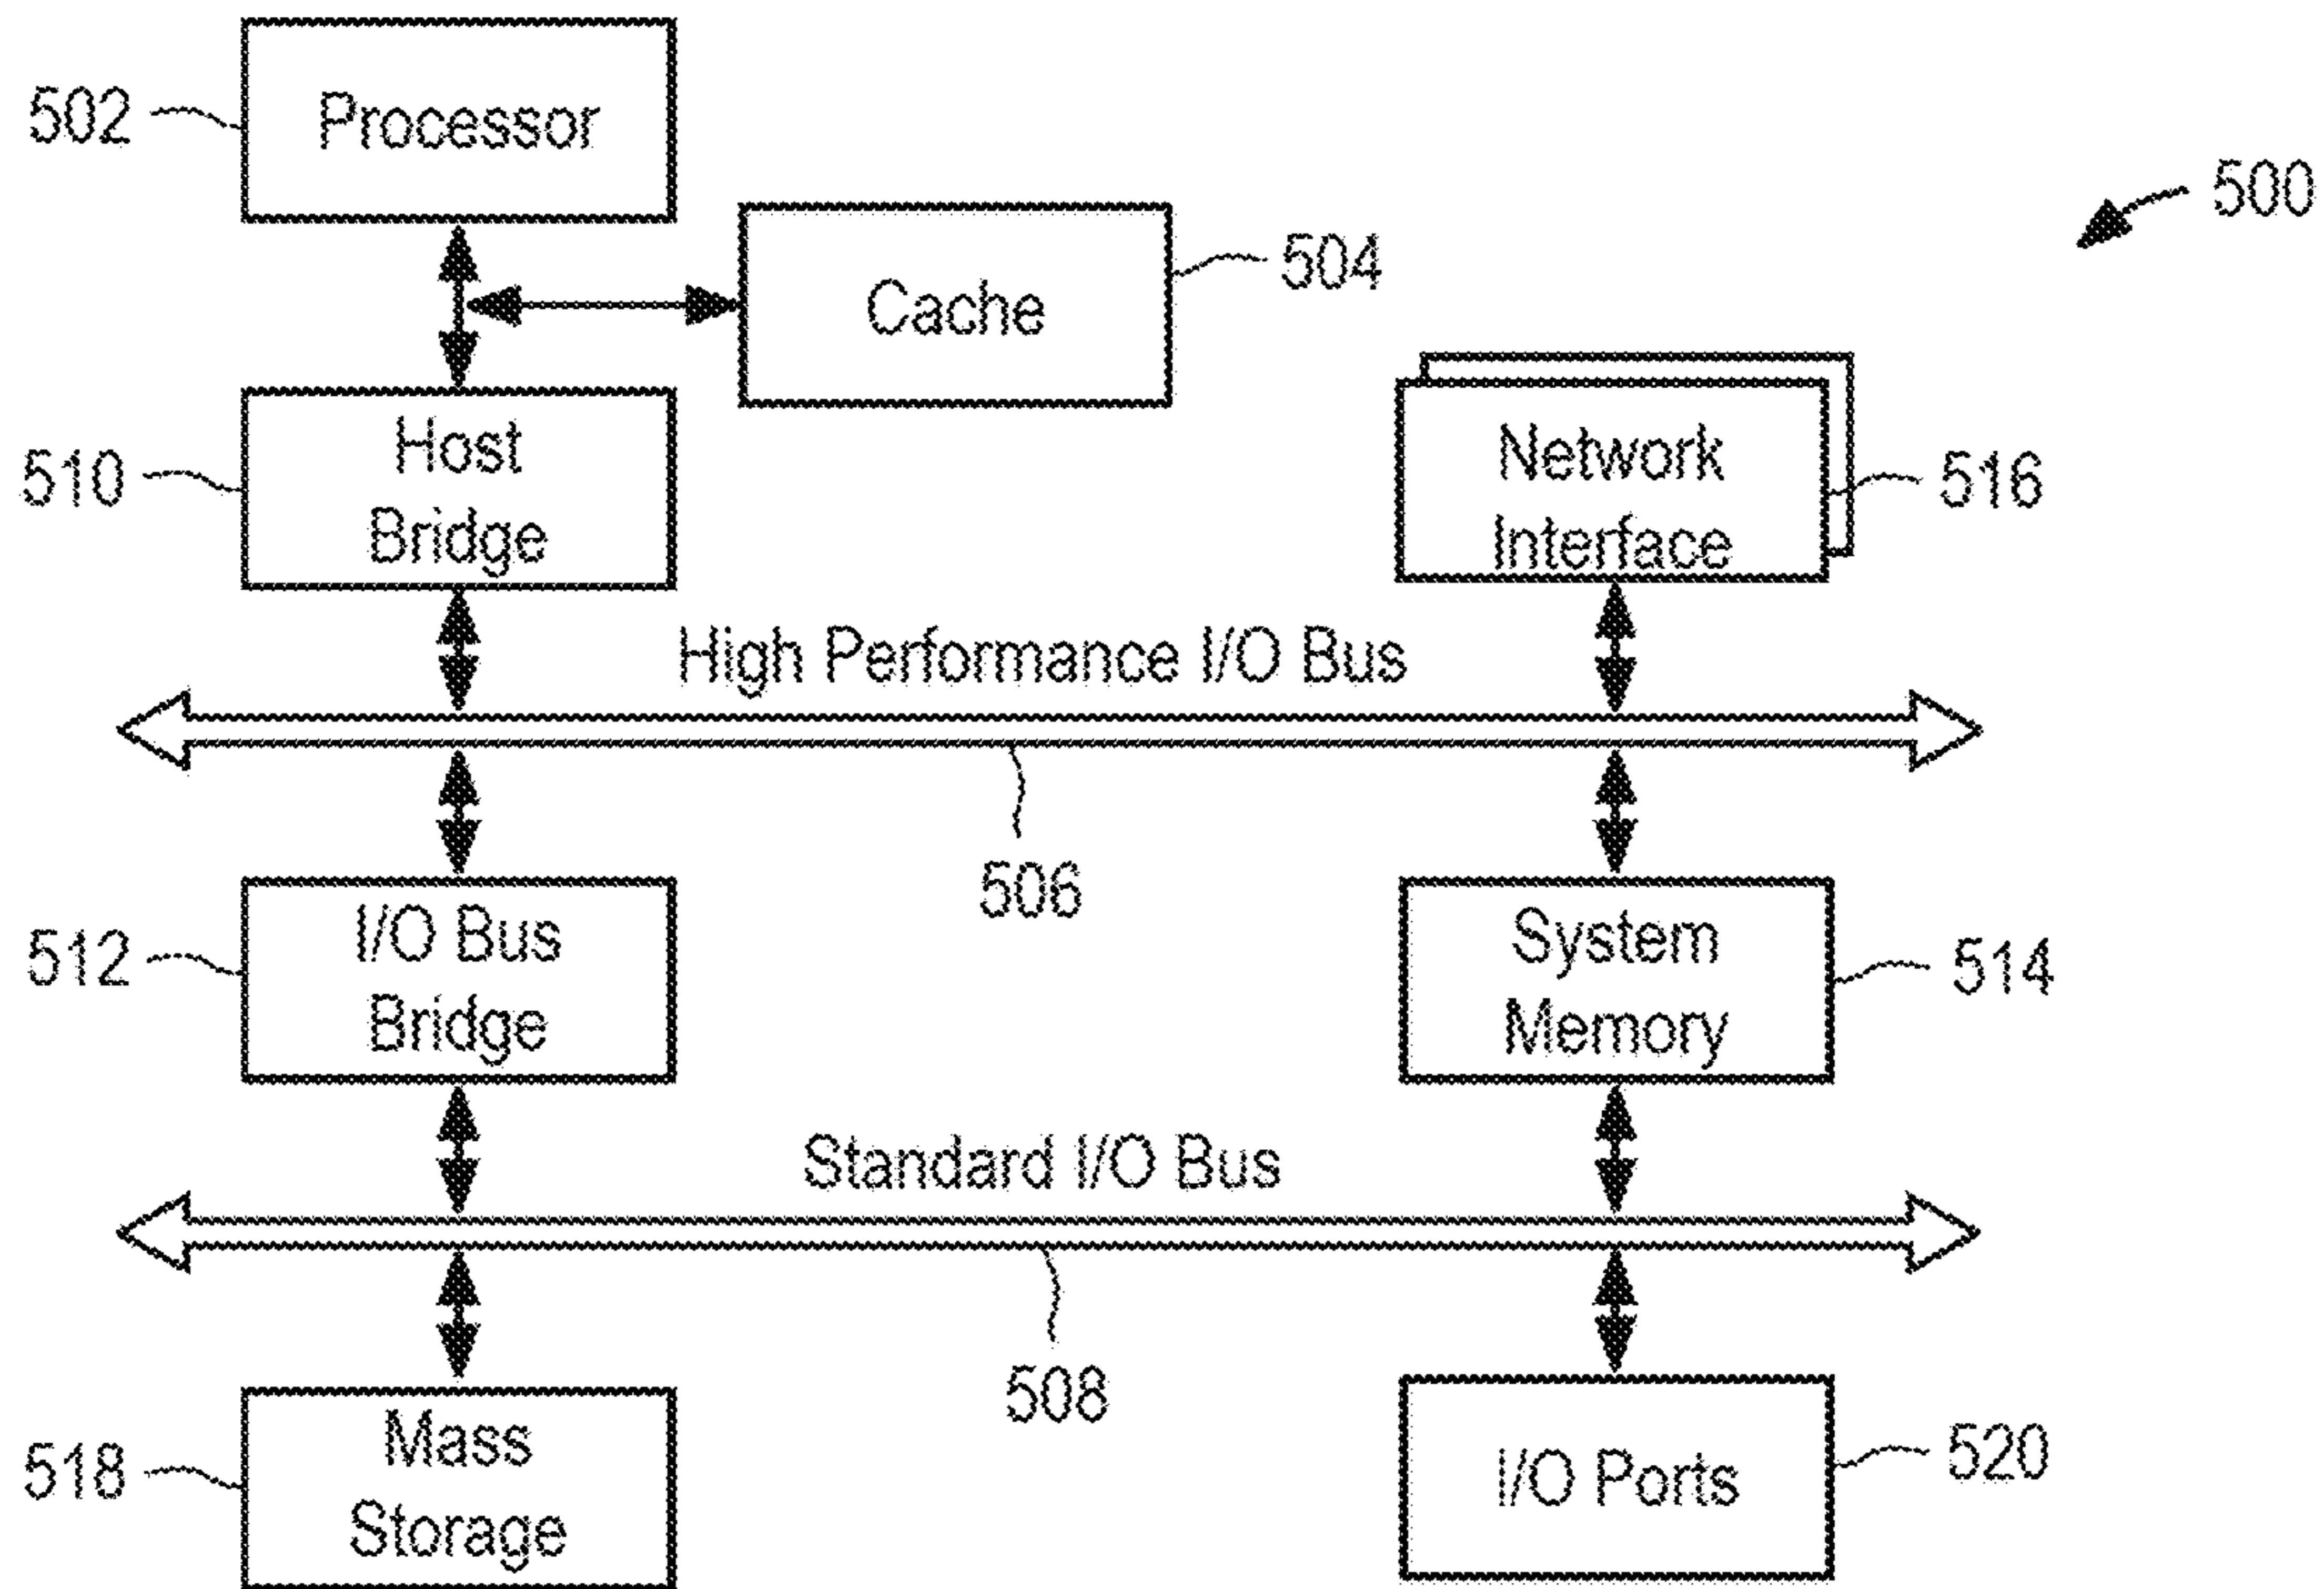 502
Processor
500
504
Cache
510
Host
Bridge
Network
Interface
516
High Performance I/O Bus
506
512
I/O Bus
Bridge
System
Memory
514
Standard I/O Bus
508
518
Mass
Storage
I/O Ports
520